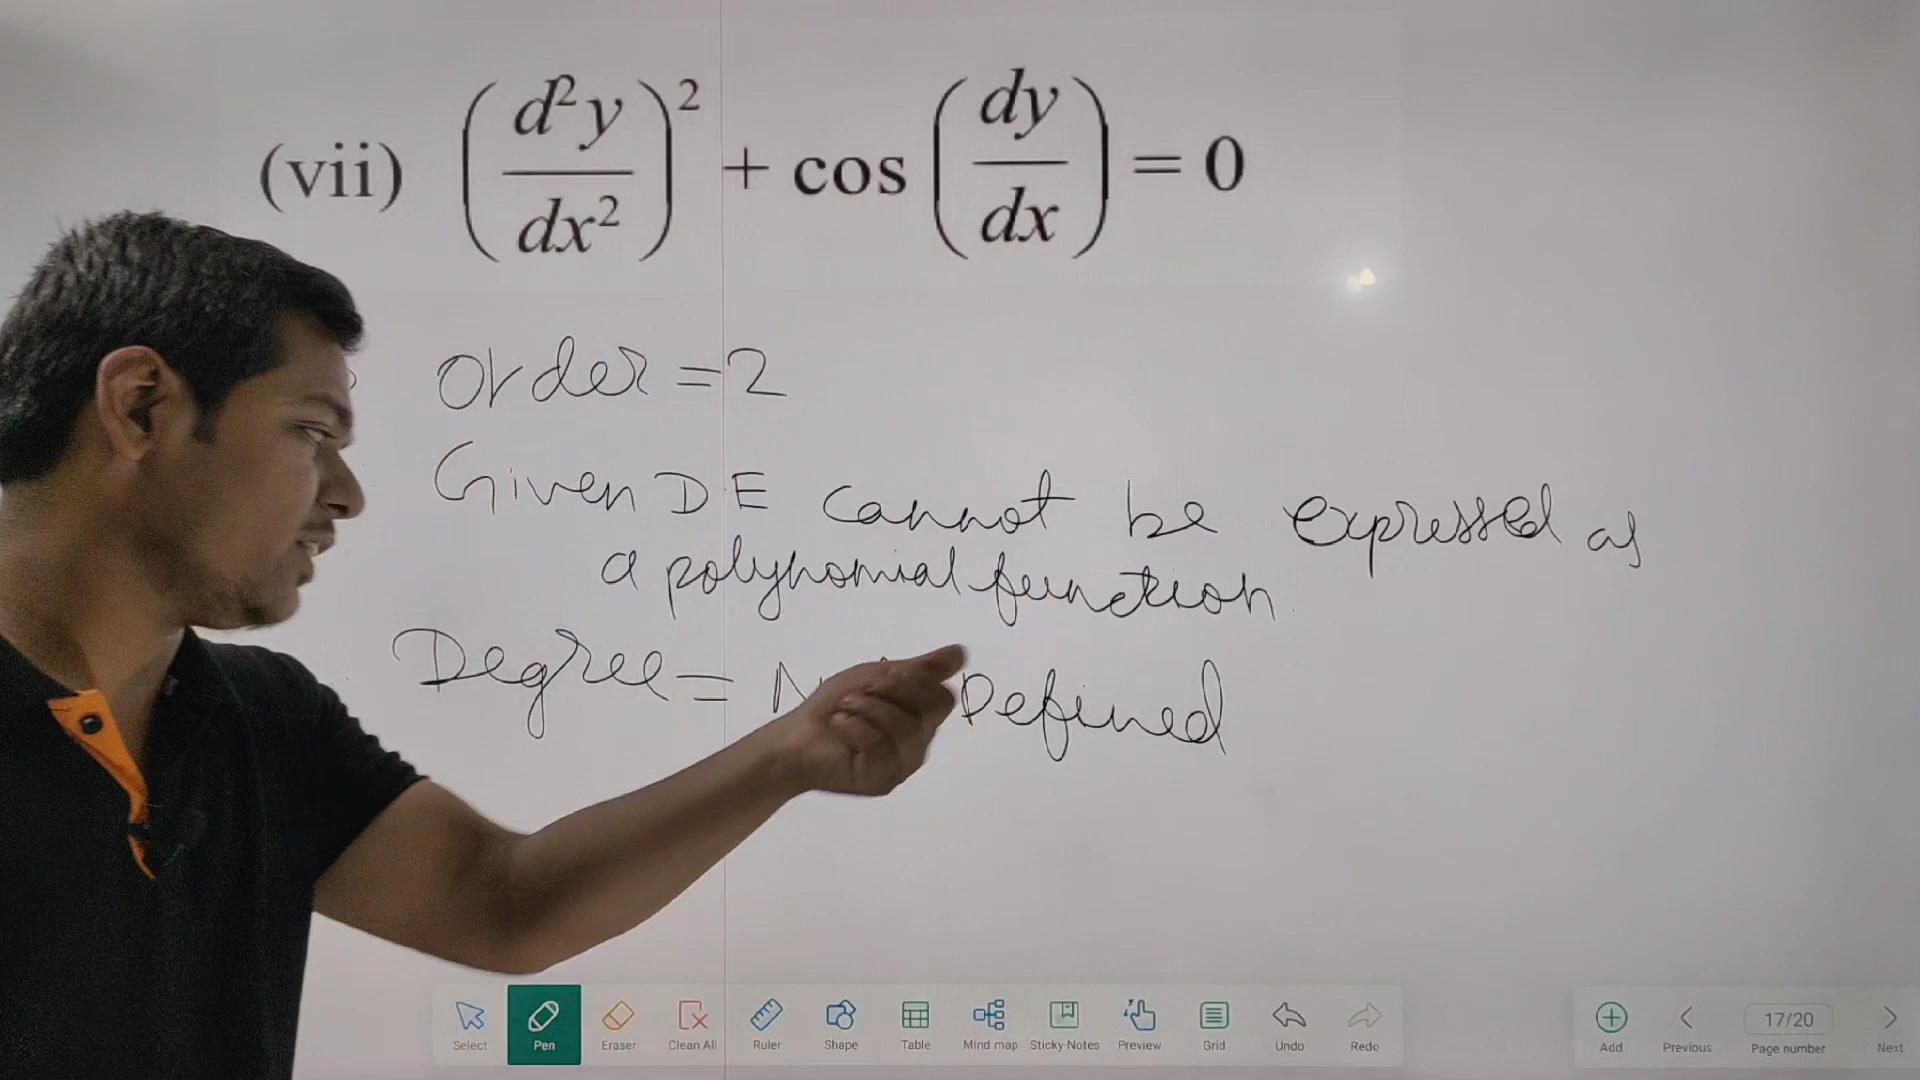 (vii) (d²y/dx²)² + cos (dy/dx) = 0
Order = 2
Given DE cannot be expressed as
a polynomial function.
Degree = Defined
Select Pen Eraser Clean All Ruler Shape Table Mind map Sticky-Notes Preview Grid Undo Redo
Add Previous 17/20 Page number Next